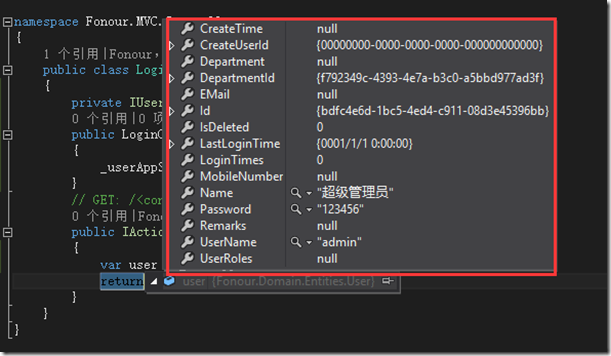 namespace Fonour.MVC.
{
1 个引用|Fonour,
public class Logi
{
private IUser
0 个引用|0 项
public LoginC
{
_userAppS
}
// GET: /<con
0 个引用|Fonou
public IActio
{
var user
return
}
}
}
CreateTime null
CreateUserId {00000000-0000-0000-0000-000000000000}
Department null
DepartmentId {f792349c-4393-4e7a-b3c0-a5bbd977ad3f}
EMail null
Id {bdfc4e6d-1bc5-4ed4-c911-08d3e45396bb}
IsDeleted 0
LastLoginTime {0001/1/1 0:00:00}
LoginTimes 0
MobileNumber null
Name "超级管理员"
Password "123456"
Remarks null
UserName "admin"
UserRoles null
user {Fonour.Domain.Entities.User}